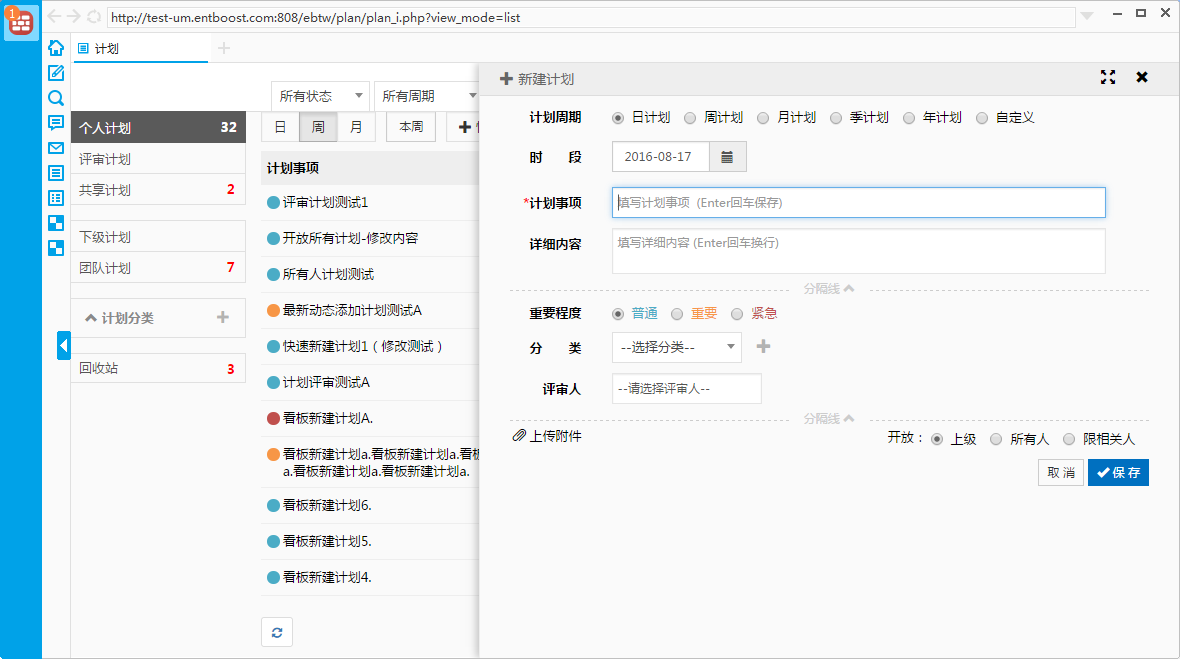 1
http://test-um.entboost.com:808/ebtw/plan/plan_i.php?view_mode=list
计划
所有状态 所有周期
日 周 月 本周
个人计划 32
评审计划
共享计划 2
下级计划
团队计划 7
计划分类
回收站 3
计划事项
评审计划测试1
开放所有计划-修改内容
所有人计划测试
最新动态添加计划测试A
快速新建计划1（修改测试）
计划评审测试A
看板新建计划A.
看板新建计划a.看板新建计划a.看板
a.看板新建计划a.看板新建计划a.
看板新建计划6.
看板新建计划5.
看板新建计划4.
新建计划
计划周期 日计划 周计划 月计划 季计划 年计划 自定义
时 段 2016-08-17
*计划事项 填写计划事项 (Enter回车保存)
详细内容 填写详细内容 (Enter回车换行)
分隔线
重要程度 普通 重要 紧急
分 类 --选择分类--
评审人 --请选择评审人--
分隔线
上传附件 开放： 上级 所有人 限相关人
取消 保存